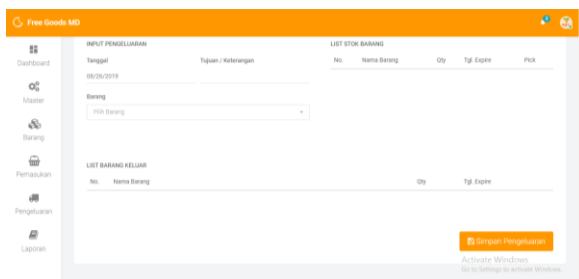 Free Goods MD
Dashboard
Master
Barang
Pemasukan
Pengeluaran
Laporan
INPUT PENGELUARAN
Tanggal Tujuan / Keterangan
08/26/2019
Barang
Pilih Barang
LIST STOK BARANG
No. Nama Barang Qty Tgl. Expire Pick
LIST BARANG KELUAR
No. Nama Barang Qty Tgl. Expire
Simpan Pengeluaran
Activate Windows
Go to Settings to activate Windows.